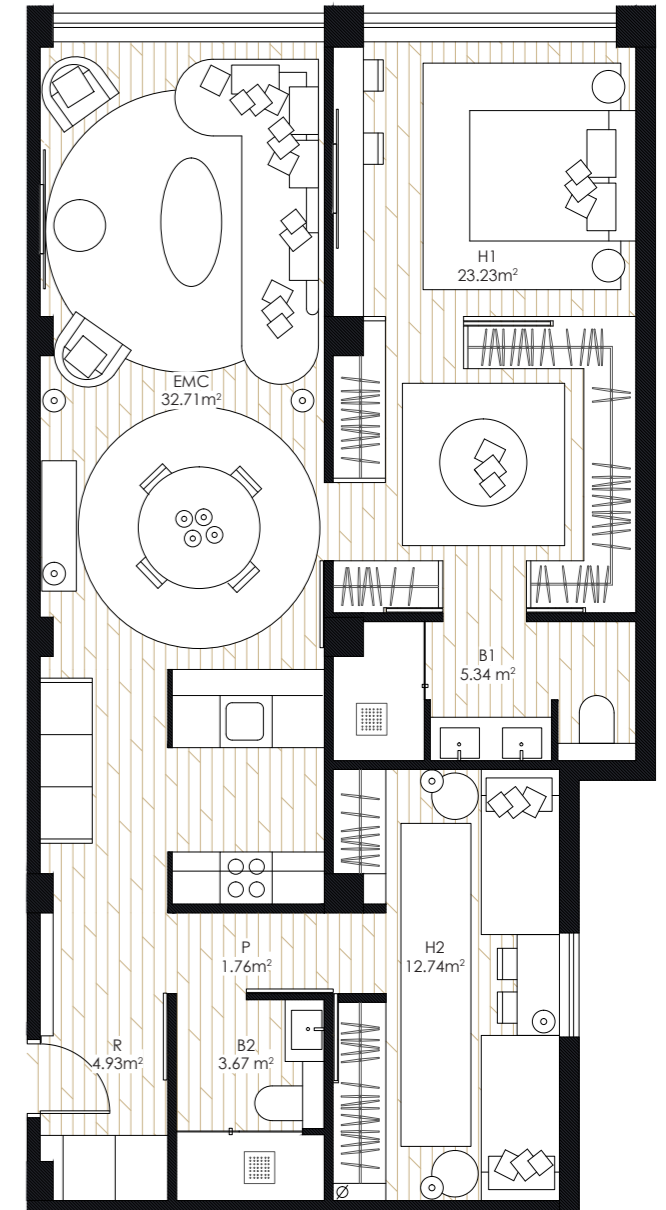 H1
23.23m²
EMC
32.71m²
B1
5.34 m²
P
1.76m²
H2
12.74m²
R
4.93m²
B2
3.67 m²